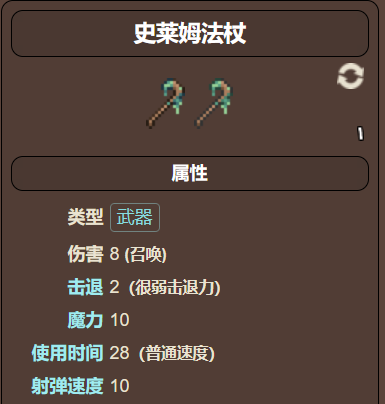 史莱姆法杖
1
属性
类型 武器
伤害 8 (召唤)
击退 2 (很弱击退力)
魔力 10
使用时间 28 (普通速度)
射弹速度 10